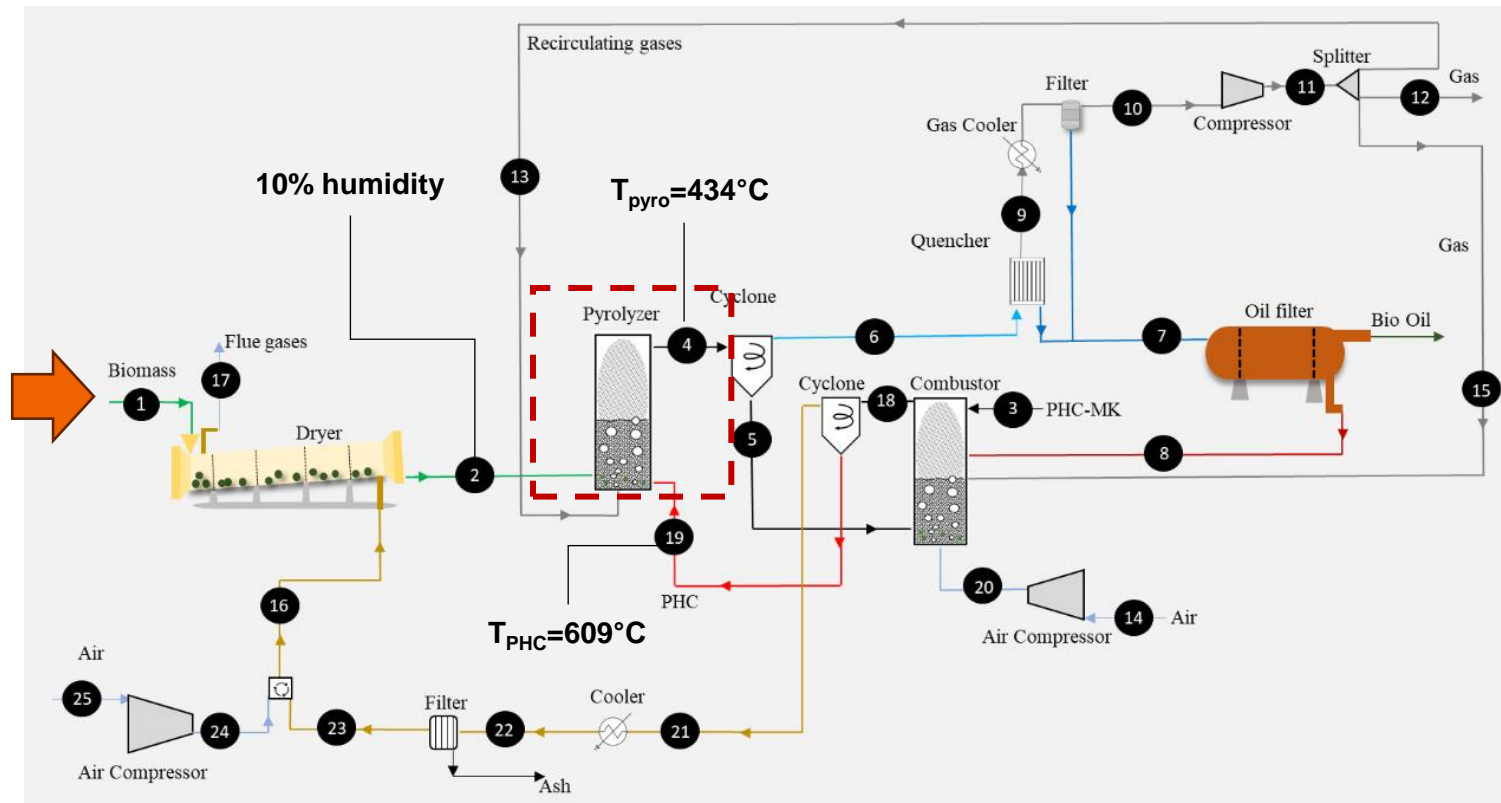 Recirculating gases
Splitter
Gas
Filter
11
12
10
Compressor
Gas Cooler
10% humidity
T_pyro=434°C
13
9
Quencher
Gas
Cyclone
Pyrolyzer
Oil filter
Bio Oil
4
6
7
Flue gases
Biomass
17
1
Cyclone
18
Combustor
3
PHC-MK
15
Dryer
5
8
2
19
PHC
20
14
Air
Air Compressor
16
T_PHC=609°C
Air
25
24
23
Filter
22
Cooler
21
Air Compressor
Ash